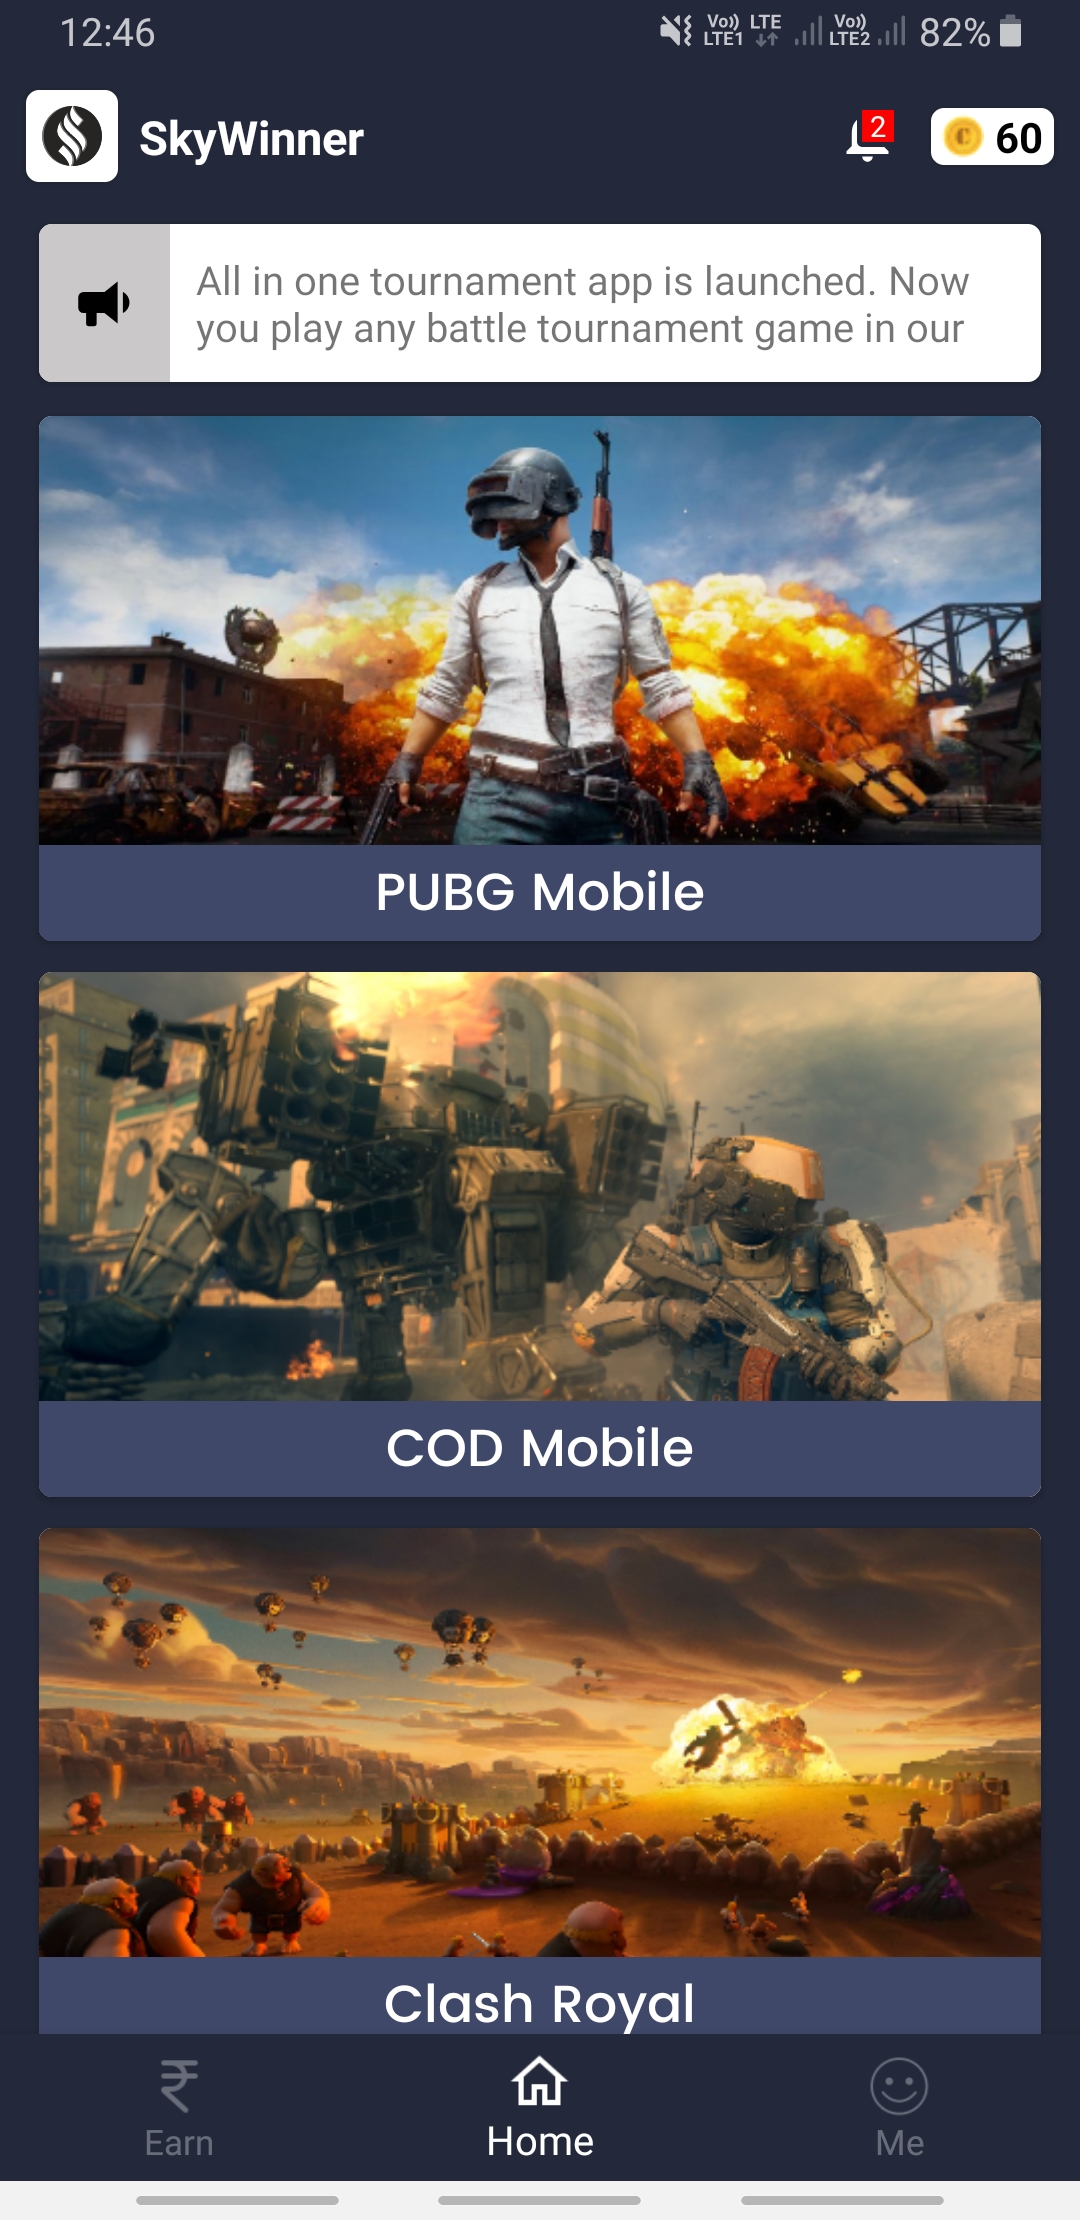 12:46
Vo)) LTE1 LTE Vo)) LTE2 82%
SkyWinner
2
C 60
All in one tournament app is launched. Now
you play any battle tournament game in our
PUBG Mobile
COD Mobile
Clash Royal
₹
Earn Home Me